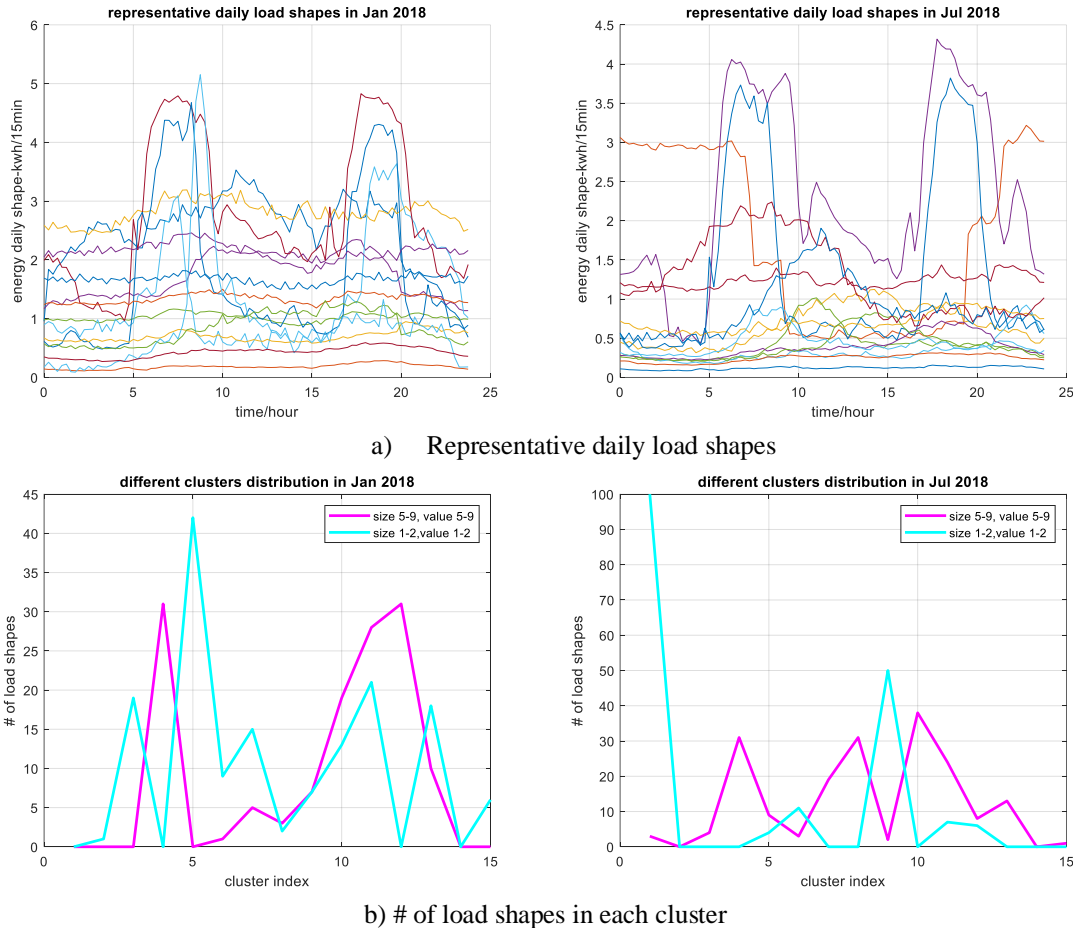 representative daily load shapes in Jan 2018
energy daily shape-kwh/15min
6
5
4
3
2
1
0
0 5 10 15 20 25
time/hour
representative daily load shapes in Jul 2018
energy daily shape-kwh/15min
4.5
4
3.5
3
2.5
2
1.5
1
0.5
0
0 5 10 15 20 25
time/hour
a) Representative daily load shapes
different clusters distribution in Jan 2018
size 5-9, value 5-9
size 1-2,value 1-2
# of load shapes
45
40
35
30
25
20
15
10
5
0
0 5 10 15
cluster index
different clusters distribution in Jul 2018
size 5-9, value 5-9
size 1-2,value 1-2
# of load shapes
100
90
80
70
60
50
40
30
20
10
0
0 5 10 15
cluster index
b) # of load shapes in each cluster